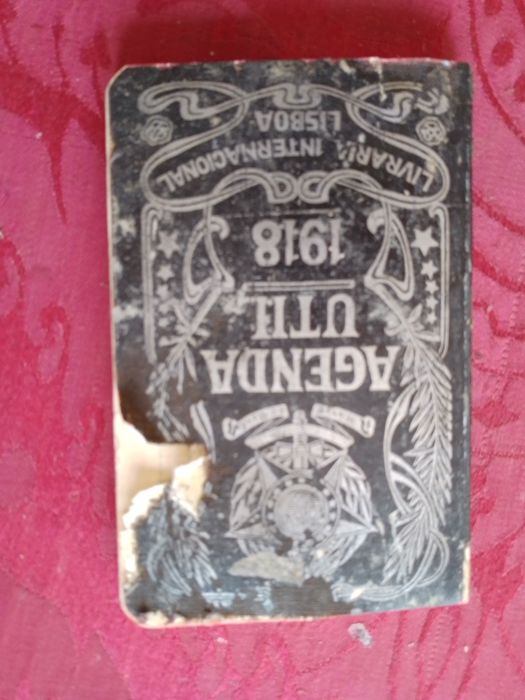 AGENDA
UTIL
1918
LIVRARIA INTERNACIONAL
LISBOA